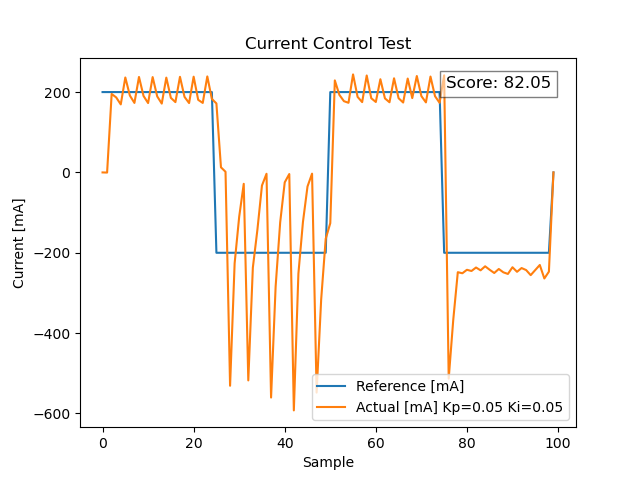 Current Control Test
Score: 82.05
Current [mA]
200
0
−200
−400
−600
Reference [mA]
Actual [mA] Kp=0.05 Ki=0.05
0 20 40 60 80 100
Sample